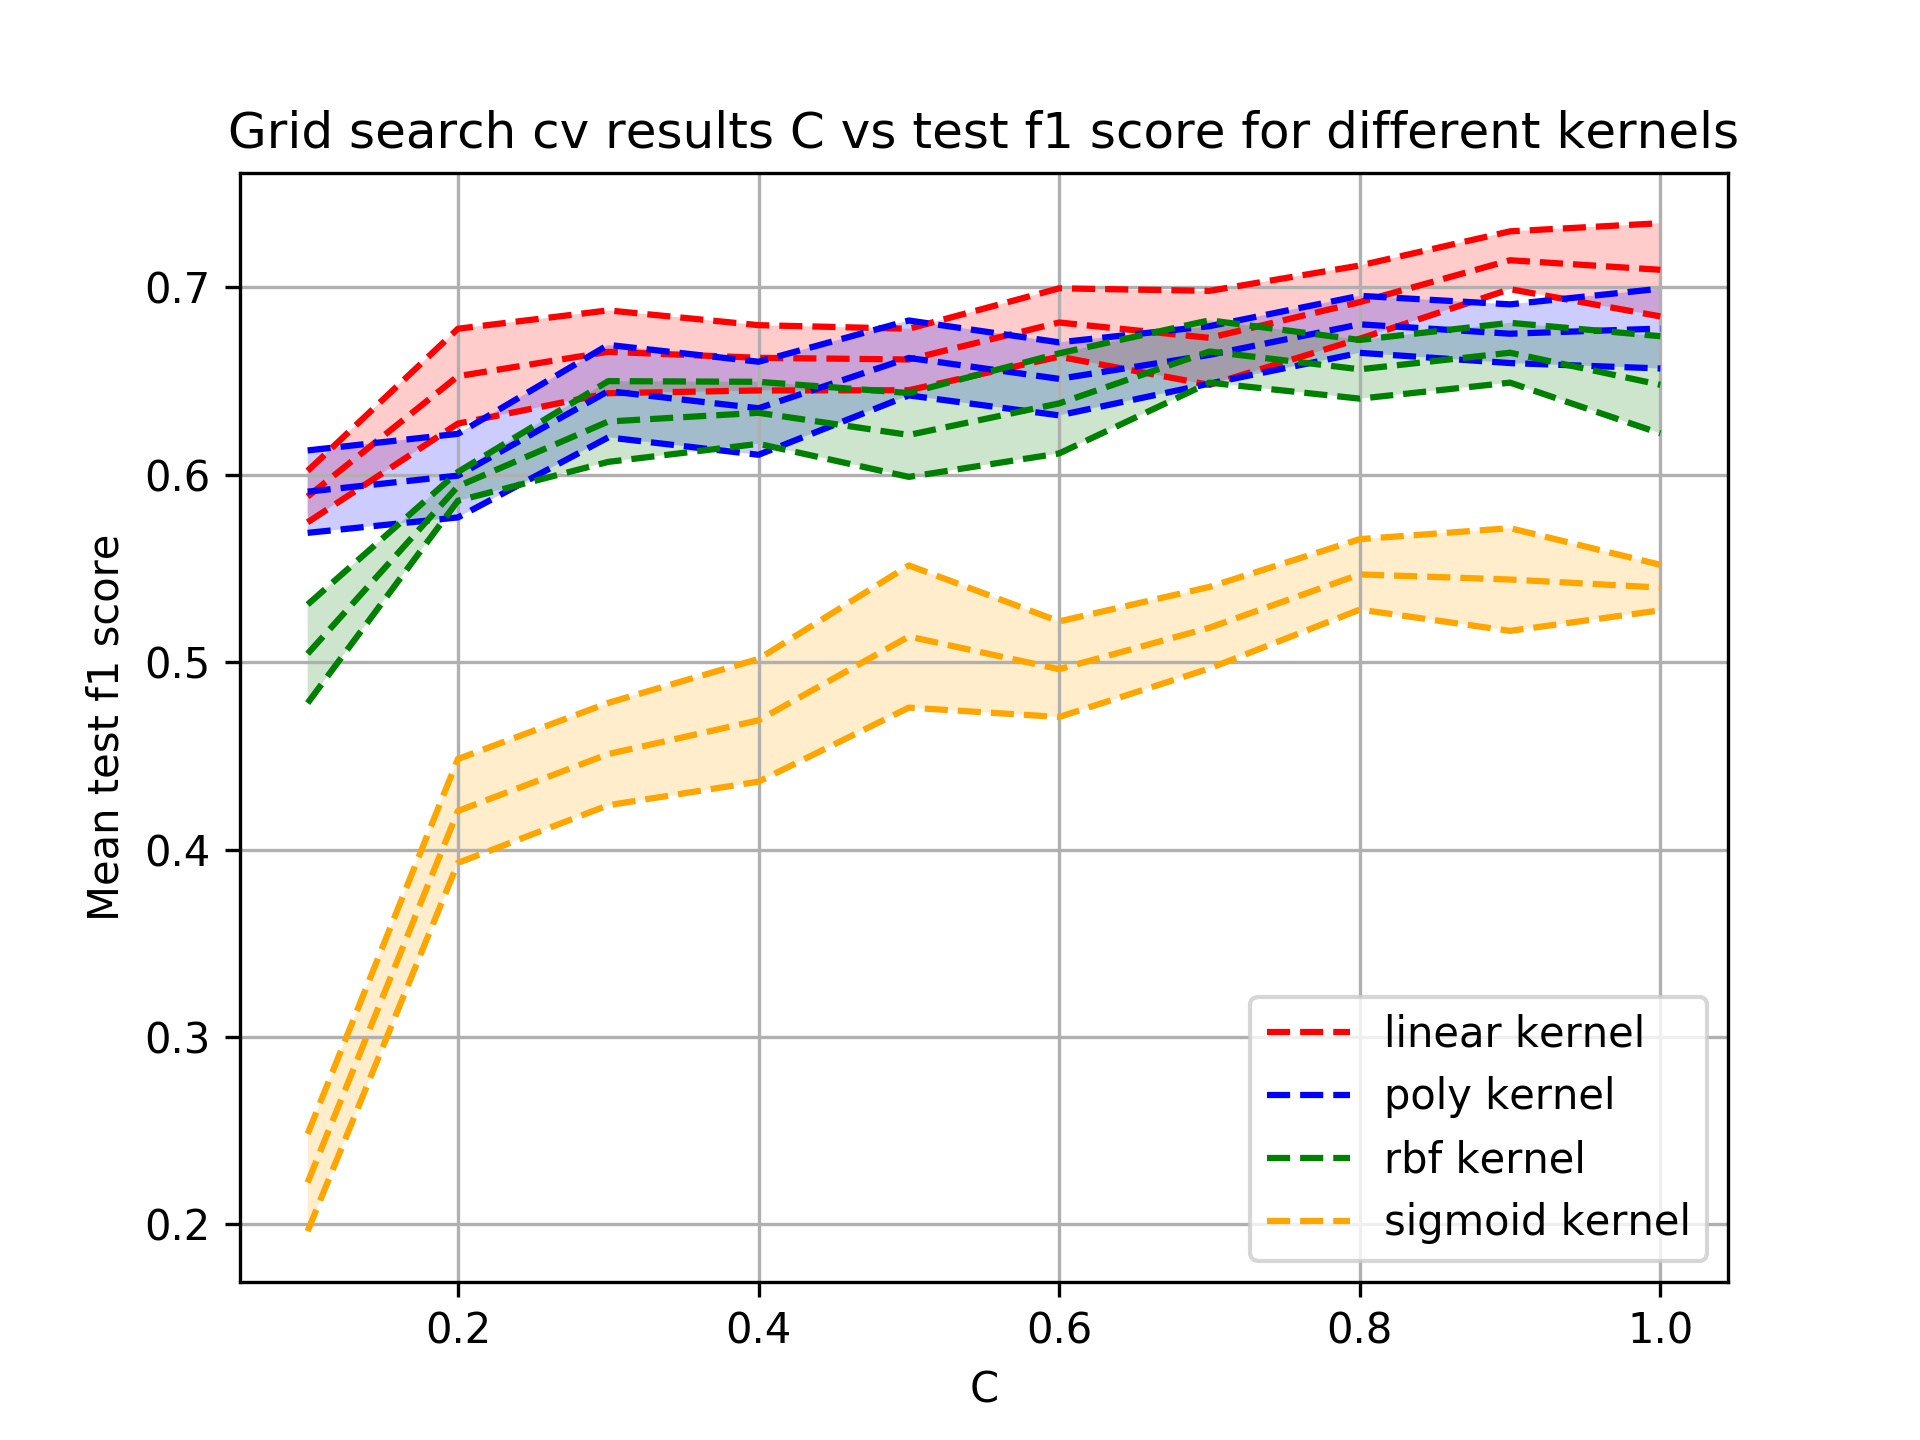 Grid search cv results C vs test f1 score for different kernels
Mean test f1 score
0.7
0.6
0.5
0.4
0.3
0.2
0.2 0.4 0.6 0.8 1.0
C
linear kernel
poly kernel
rbf kernel
sigmoid kernel